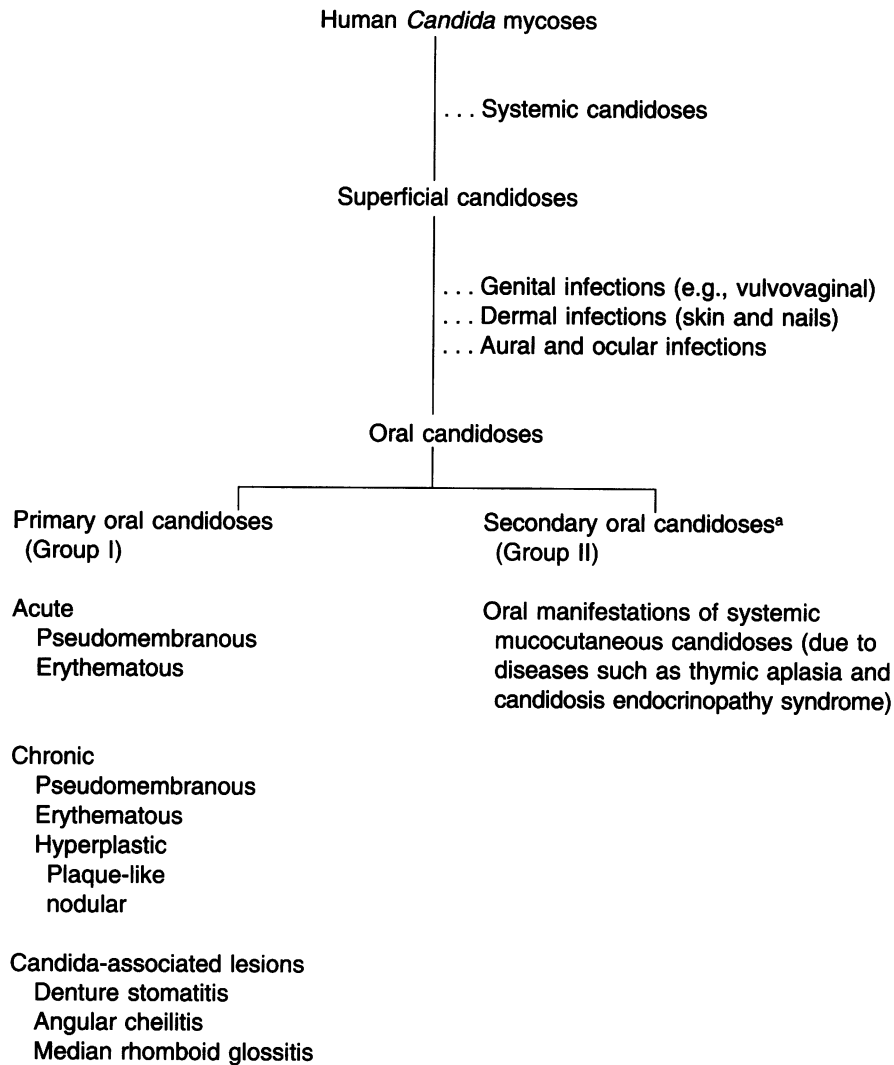 Human Candida mycoses
. . . Systemic candidoses
Superficial candidoses
. . . Genital infections (e.g., vulvovaginal)
. . . Dermal infections (skin and nails)
. . . Aural and ocular infections
Oral candidoses
Primary oral candidoses
(Group I)
Acute
Pseudomembranous
Erythematous
Chronic
Pseudomembranous
Erythematous
Hyperplastic
Plaque-like
nodular
Candida-associated lesions
Denture stomatitis
Angular cheilitis
Median rhomboid glossitis
Secondary oral candidosesᵃ
(Group II)
Oral manifestations of systemic
mucocutaneous candidoses (due to
diseases such as thymic aplasia and
candidosis endocrinopathy syndrome)